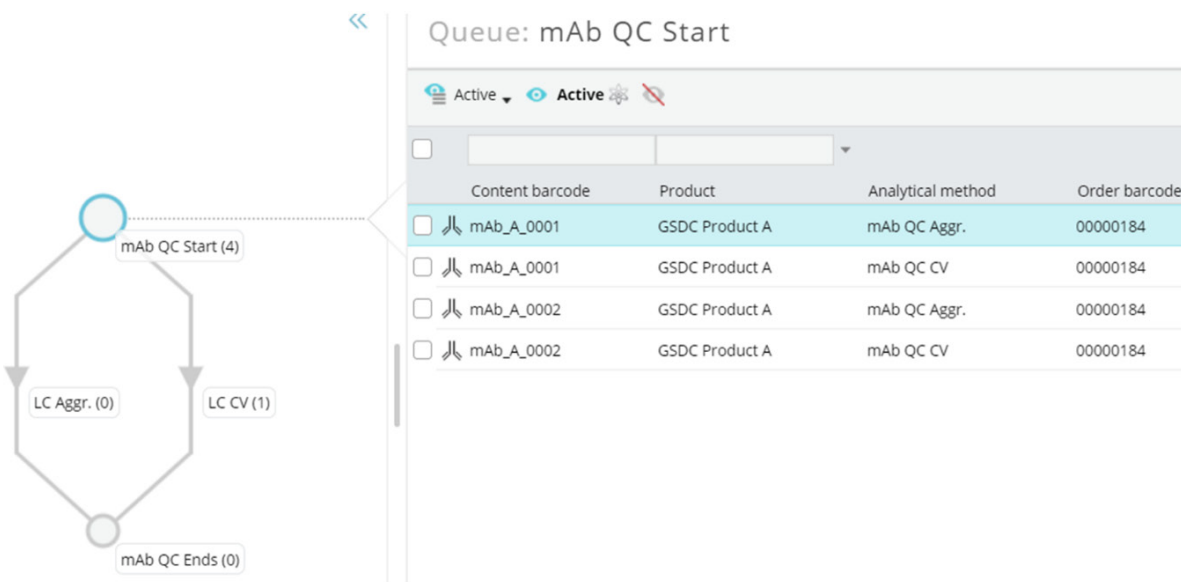 Queue: mAb QC Start
Active Active
Content barcode Product Analytical method Order barcode
mAb_A_0001 GSDC Product A mAb QC Aggr. 00000184
mAb_A_0001 GSDC Product A mAb QC CV 00000184
mAb_A_0002 GSDC Product A mAb QC Aggr. 00000184
mAb_A_0002 GSDC Product A mAb QC CV 00000184
mAb QC Start (4)
LC Aggr. (0)
LC CV (1)
mAb QC Ends (0)